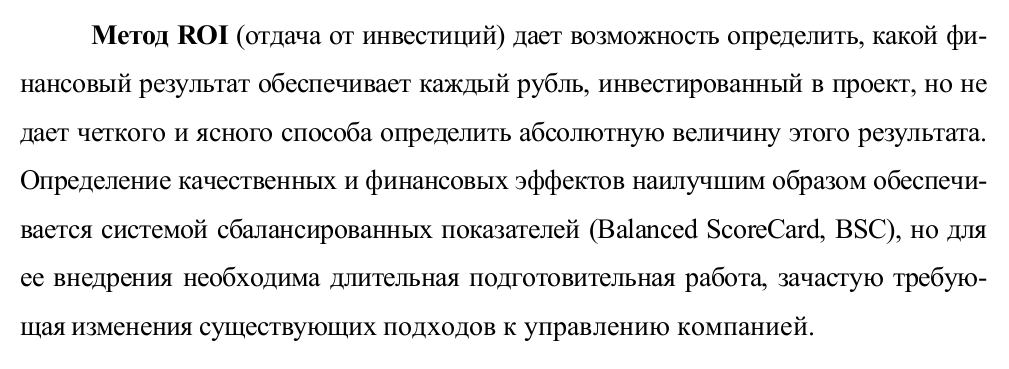 Метод ROI (отдача от инвестиций) дает возможность определить, какой фи-
нансовый результат обеспечивает каждый рубль, инвестированный в проект, но не
дает четкого и ясного способа определить абсолютную величину этого результата.
Определение качественных и финансовых эффектов наилучшим образом обеспечи-
вается системой сбалансированных показателей (Balanced ScoreCard, BSC), но для
ее внедрения необходима длительная подготовительная работа, зачастую требую-
щая изменения существующих подходов к управлению компанией.